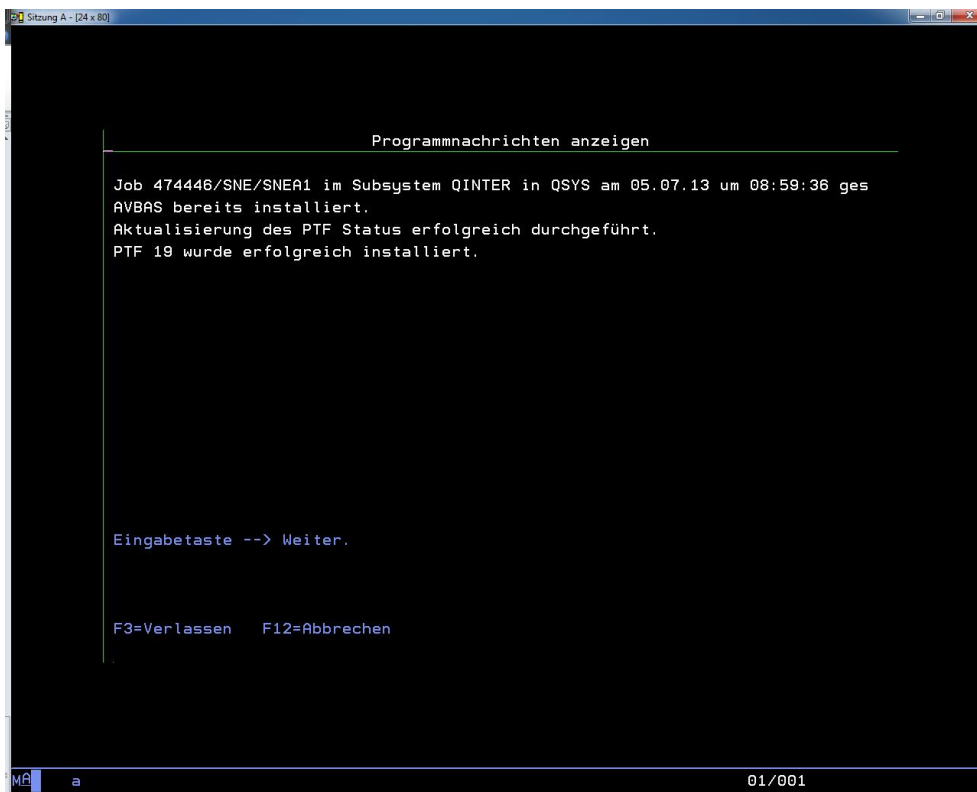 Sitzung A - [24 x 80]
Programmnachrichten anzeigen
Job 474446/SNE/SNEA1 im Subsystem QINTER in QSYS am 05.07.13 um 08:59:36 ges
AVBAS bereits installiert.
Aktualisierung des PTF Status erfolgreich durchgeführt.
PTF 19 wurde erfolgreich installiert.
Eingabetaste --> Weiter.
F3=Verlassen F12=Abbrechen
MA a 01/001